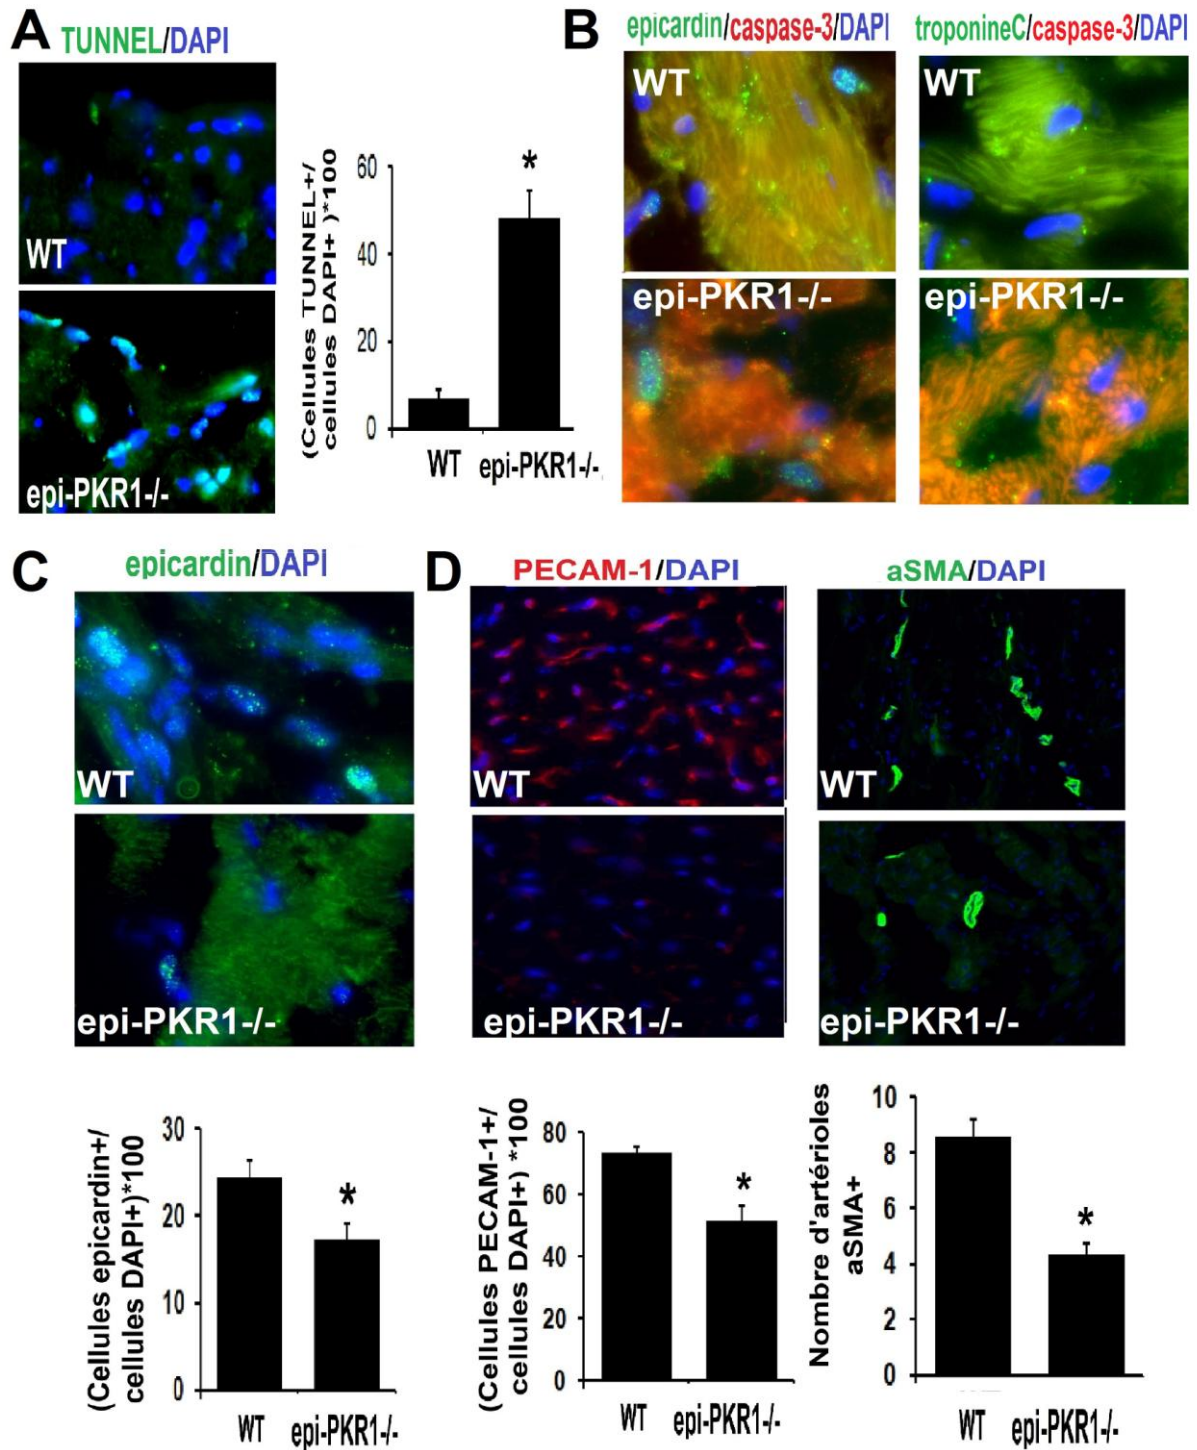 A
TUNNEL/DAPI
WT
epi-PKR1-/-
(Cellules TUNNEL+/
cellules DAPI+ )*100
60
40
20
0
*
WT
epi-PKR1-/-
B
epicardin/caspase-3/DAPI
troponineC/caspase-3/DAPI
WT
WT
epi-PKR1-/-
epi-PKR1-/-
C
epicardin/DAPI
WT
epi-PKR1-/-
D
PECAM-1/DAPI
aSMA/DAPI
WT
WT
epi-PKR1-/-
epi-PKR1-/-
(Cellules epicardin+/
cellules DAPI+)*100
30
20
10
0
*
WT
epi-PKR1-/-
(Cellules PECAM-1+/
cellules DAPI+) *100
80
60
40
20
0
*
WT
epi-PKR1-/-
Nombre d'artérioles
aSMA+
10
8
6
4
2
0
*
WT
epi-PKR1-/-